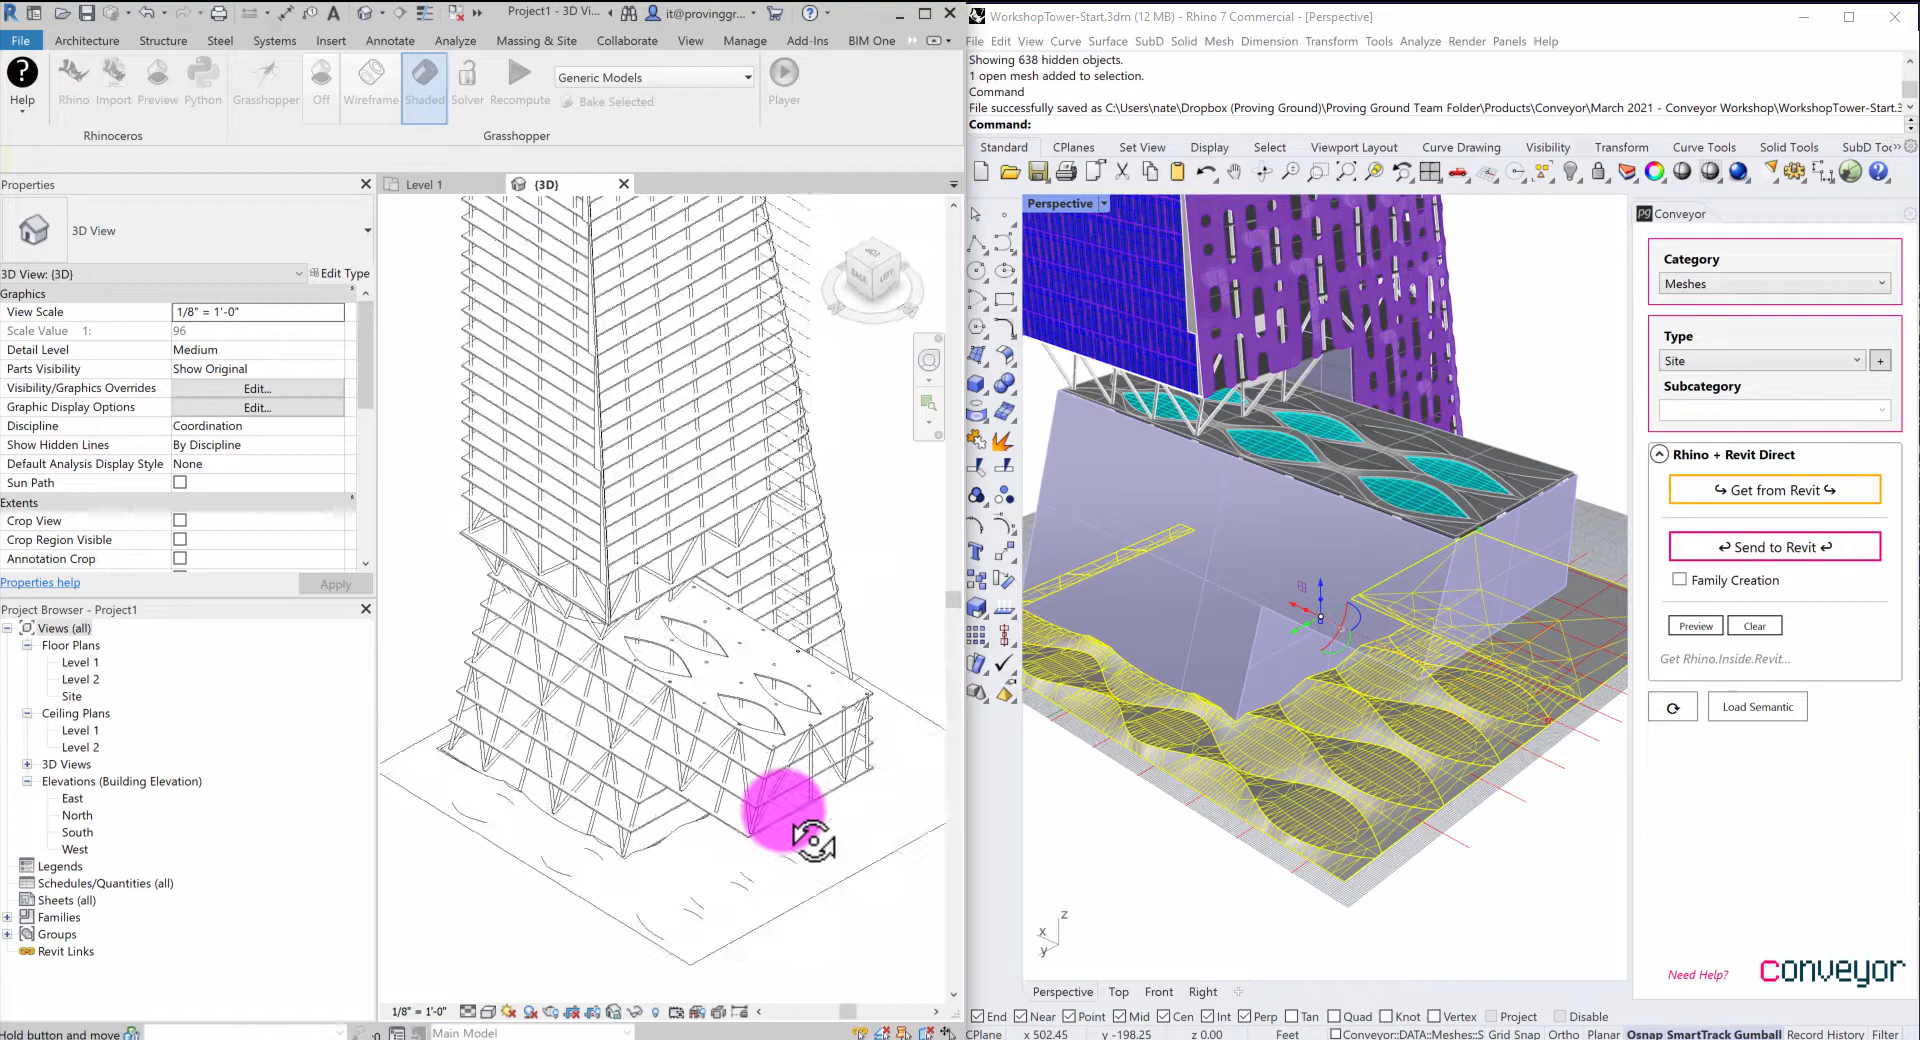 Project1 - 3D Vi...
it@provinggr...
File
Architecture
Structure
Steel
Systems
Insert
Annotate
Analyze
Massing & Site
Collaborate
View
Manage
Add-Ins
BIM One
Help
Rhino
Import
Preview
Python
Grasshopper
Off
Wireframe
Shaded
Solver
Recompute
Generic Models
Bake Selected
Player
Rhinoceros
Grasshopper
Properties
Level 1
{3D}
3D View
3D View: {3D}
Edit Type
Graphics
View Scale
1/8" = 1'-0"
Scale Value 1:
96
Detail Level
Medium
Parts Visibility
Show Original
Visibility/Graphics Overrides
Edit...
Graphic Display Options
Edit...
Discipline
Coordination
Show Hidden Lines
By Discipline
Default Analysis Display Style
None
Sun Path
Extents
Crop View
Crop Region Visible
Annotation Crop
Properties help
Apply
Project Browser - Project1
Views (all)
Floor Plans
Level 1
Level 2
Site
Ceiling Plans
Level 1
Level 2
3D Views
Elevations (Building Elevation)
East
North
South
West
Legends
Schedules/Quantities (all)
Sheets (all)
Families
Groups
Revit Links
BACK
LEFT
1/8" = 1'-0"
Hold button and move
:0
Main Model
WorkshopTower-Start.3dm (12 MB) - Rhino 7 Commercial - [Perspective]
File Edit View Curve Surface SubD Solid Mesh Dimension Transform Tools Analyze Render Panels Help
Showing 638 hidden objects.
1 open mesh added to selection.
Command
File successfully saved as C:\Users\nate\Dropbox (Proving Ground)\Proving Ground Team Folder\Products\Conveyor\March 2021 - Conveyor Workshop\WorkshopTower-Start.3
Command:
Standard CPlanes Set View Display Select Viewport Layout Curve Drawing Visibility Transform Curve Tools Solid Tools SubD Toc
Perspective
x
y
z
Perspective
Top
Front
Right
pg Conveyor
Category
Meshes
Type
Site
+
Subcategory
Rhino + Revit Direct
Get from Revit
Send to Revit
Family Creation
Preview
Clear
Get Rhino.Inside.Revit...
Load Semantic
Need Help?
conveyor
End Near Point Mid Cen Int Perp Tan Quad Knot Vertex Project Disable
CPlane x 502.45 y -198.25 z 0.00 Feet Conveyor::DATA::Meshes::S Grid Snap Ortho Planar Osnap SmartTrack Gumball Record History Filter